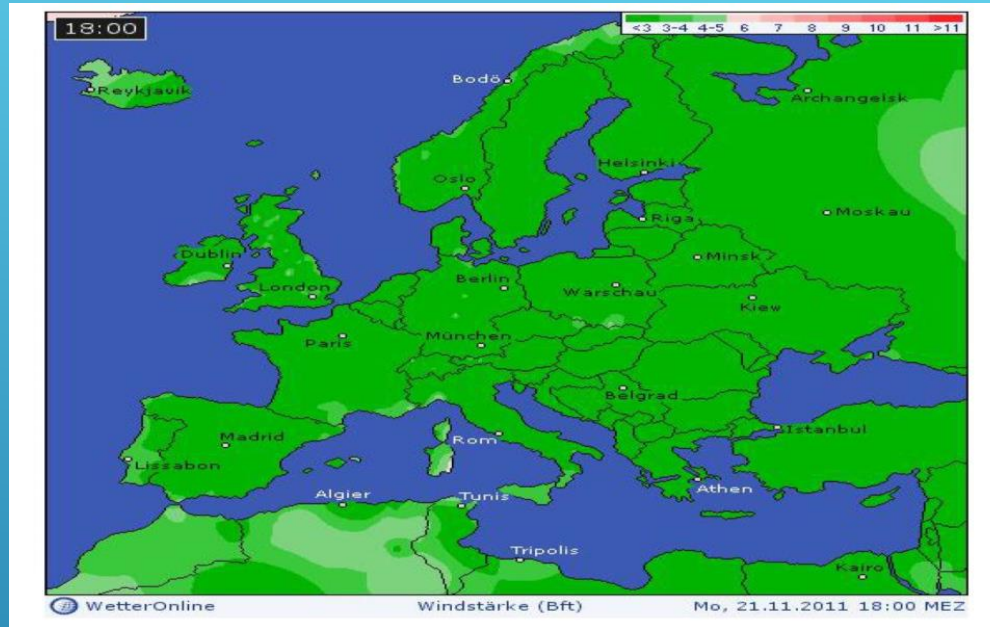 18:00
<3 3-4 4-5 6 7 8 9 10 11 >11
Bodö
Reykjavik
Archangelsk
Helsinki
Oslo
Riga
Moskau
Dublin
Minsk
Berlin
London
Warschau
Kiew
München
Paris
Belgrad
Istanbul
Madrid
Rom
Lissabon
Athen
Algier
Tunis
Tripolis
Kairo
WetterOnline Windstärke (Bft) Mo, 21.11.2011 18:00 MEZ